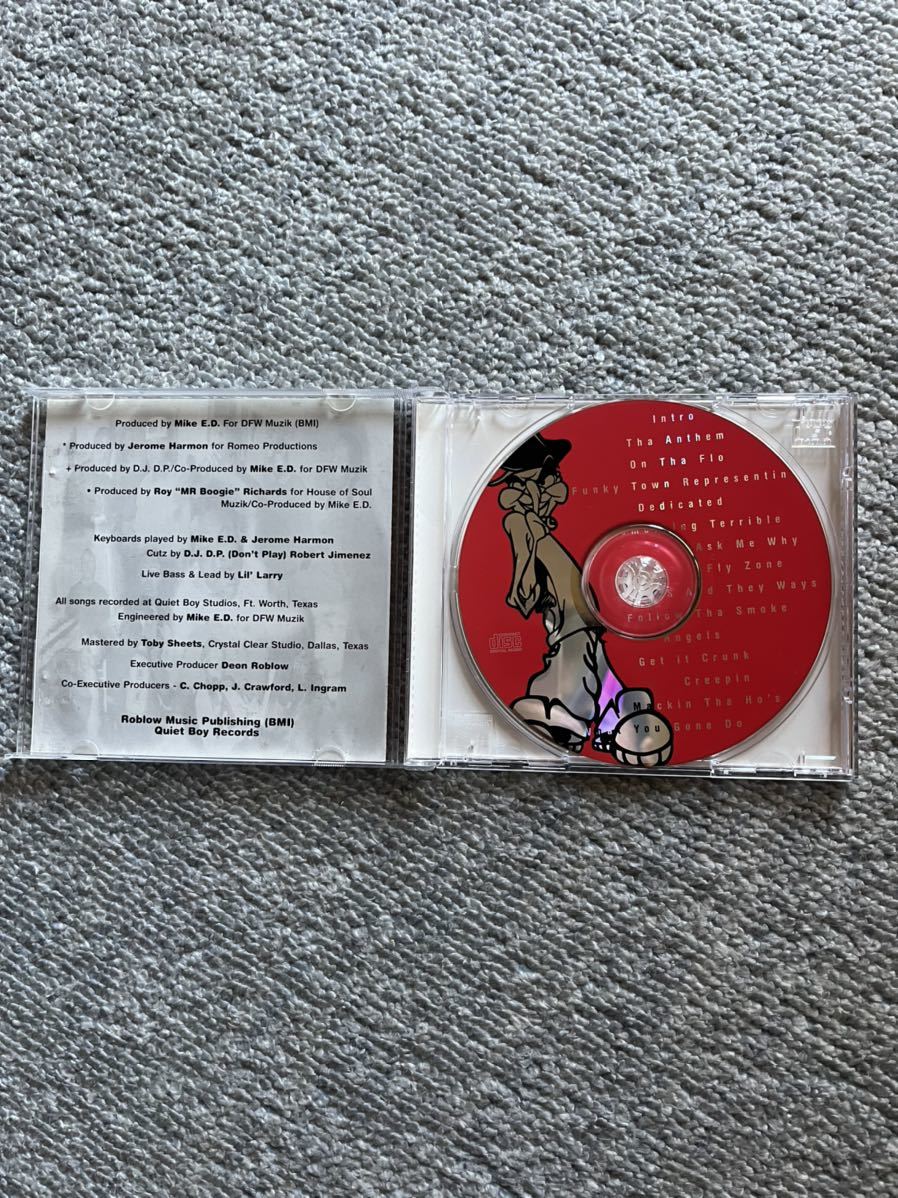 Produced by Mike E.D. For DFW Muzik (BMI)
* Produced by Jerome Harmon for Romeo Productions
+ Produced by D.J. D.P./Co-Produced by Mike E.D. for DFW Muzik
• Produced by Roy "MR Boogie" Richards for House of Soul
Muzik/Co-Produced by Mike E.D.
Keyboards played by Mike E.D. & Jerome Harmon
Cutz by D.J. D.P. (Don't Play) Robert Jimenez
Live Bass & Lead by Lil' Larry
All songs recorded at Quiet Boy Studios, Ft. Worth, Texas
Engineered by Mike E.D. for DFW Muzik
Mastered by Toby Sheets, Crystal Clear Studio, Dallas, Texas
Executive Producer Deon Roblow
Co-Executive Producers - C. Chopp, J. Crawford, L. Ingram
Roblow Music Publishing (BMI)
Quiet Boy Records
Intro
Tha Anthem
On Tha Flo
Funky Town Representin
Dedicated
Terrible
Ask Me Why
Fly Zone
And They Ways
Follow Tha Smoke
Angels
Get it Crunk
Creepin
Mackin Tha Ho's
You Gone Do
COMPACT
disc
DIGITAL AUDIO